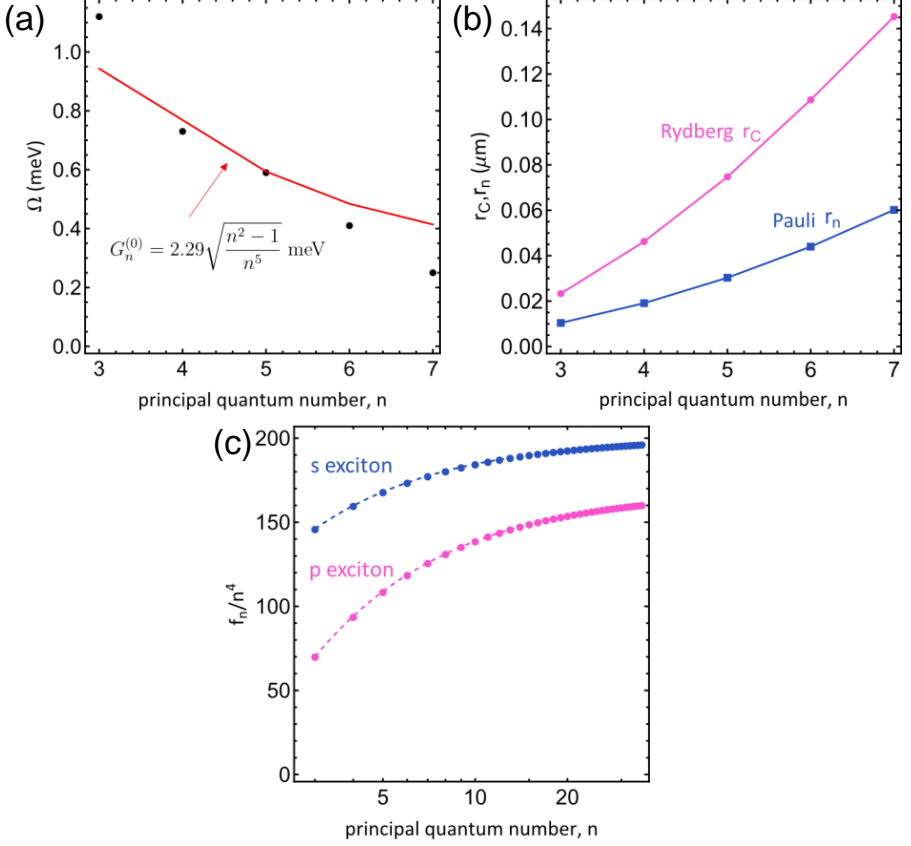 (a)
Ω (meV)
1.0
0.8
0.6
0.4
0.2
0.0
G_n^{(0)} = 2.29\sqrt{\frac{n^2 - 1}{n^5}} meV
3 4 5 6 7
principal quantum number, n
(b)
r_C,r_n (μm)
0.14
0.12
0.10
0.08
0.06
0.04
0.02
0.00
Rydberg r_C
Pauli r_n
3 4 5 6 7
principal quantum number, n
(c)
f_n/n^4
200
150
100
50
0
s exciton
p exciton
5 10 20
principal quantum number, n